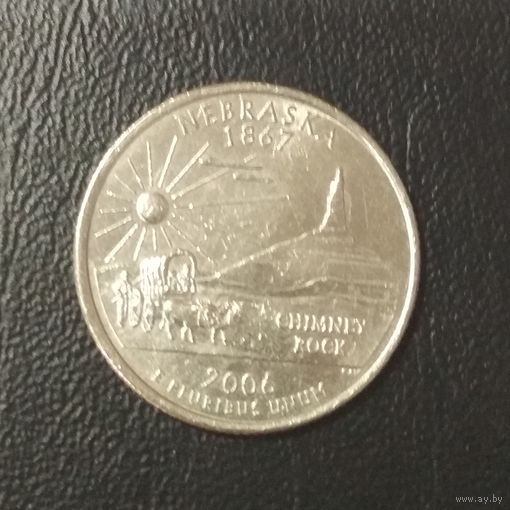 NEBRASKA
1867
CHIMNEY
ROCK
2006
E PLURIBUS UNUM
www.ay.by